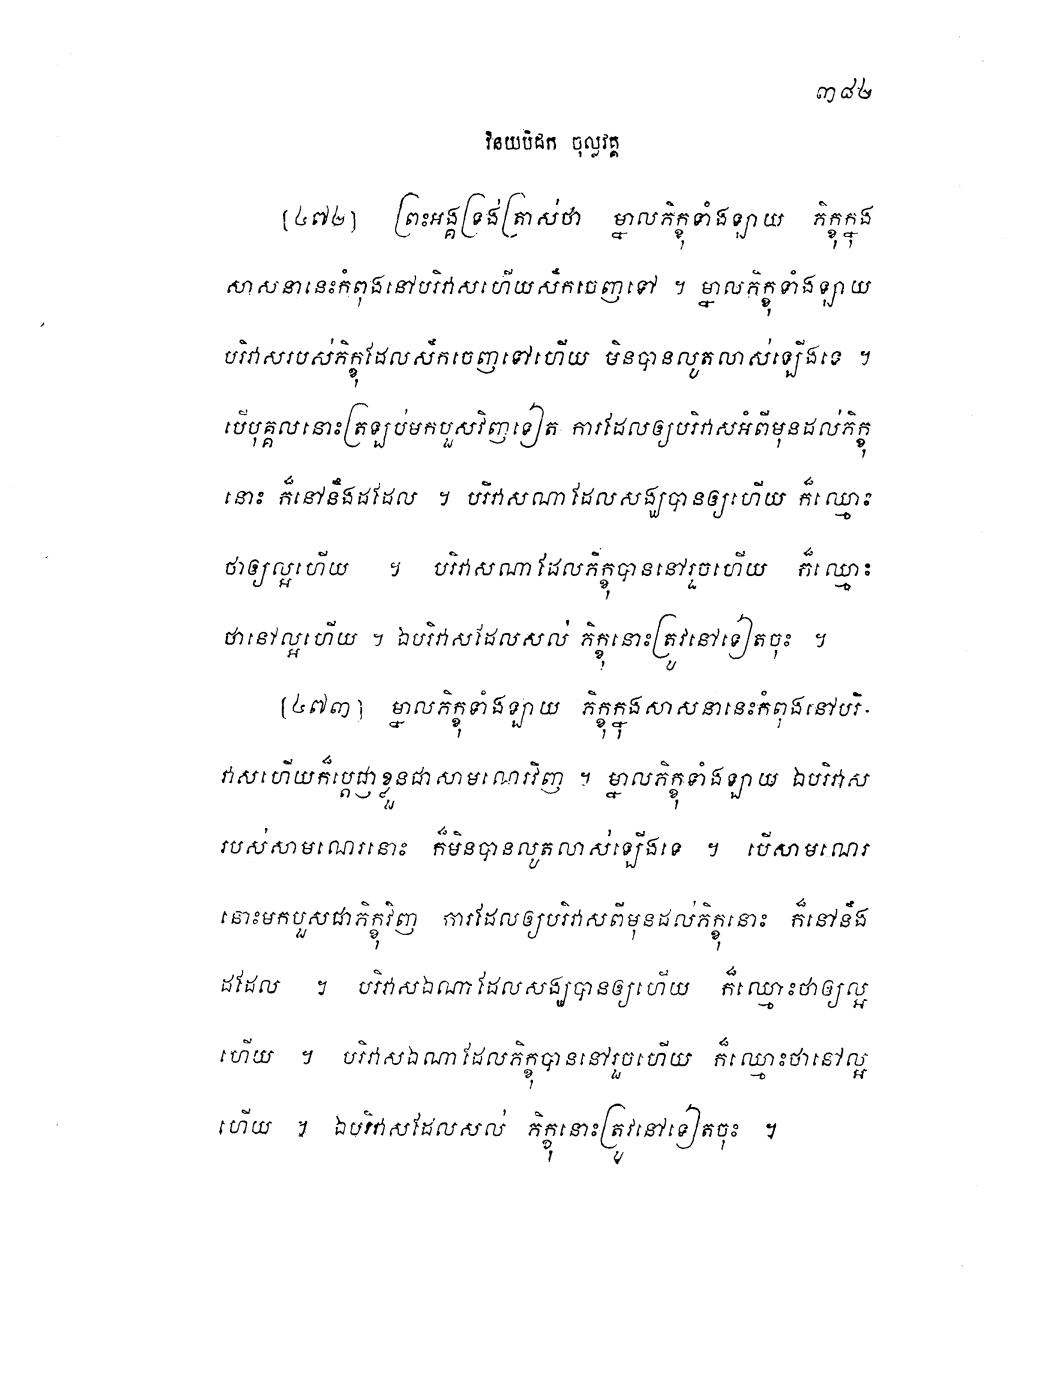 ៣៨២
វិនយបិដក ចុល្លវគ្គ
(៤៧២) ព្រះអង្គទ្រង់ត្រាស់ថា ម្នាលភិក្ខុទាំងឡាយ ភិក្ខុក្នុង
សាសនានេះកំពុងនៅបរិវាសហើយសឹកចេញទៅ ។ ម្នាលភិក្ខុទាំងឡាយ
បរិវាសរបស់ភិក្ខុដែលសឹកចេញទៅហើយ មិនបានលូតលាស់ឡើងទេ ។
បើបុគ្គលនោះត្រឡប់មកបួសវិញទៀត ការដែលឲ្យបរិវាសអំពីមុនដល់ភិក្ខុ
នោះ ក៏នៅនឹងដដែល ។ បរិវាសណាដែលសង្ឃបានឲ្យហើយ ក៏ឈ្មោះ
ថាឲ្យល្អហើយ ។ បរិវាសណាដែលភិក្ខុបាននៅរួចហើយ ក៏ឈ្មោះ
ថានៅល្អហើយ ។ ឯបរិវាសដែលសល់ ភិក្ខុនោះត្រូវនៅទៀតចុះ ។
(៤៧៣) ម្នាលភិក្ខុទាំងឡាយ ភិក្ខុក្នុងសាសនានេះកំពុងនៅបរិ-
វាសហើយក៏ប្តេជ្ញាខ្លួនជាសាមណេរវិញ ។ ម្នាលភិក្ខុទាំងឡាយ ឯបរិវាស
របស់សាមណេរនោះ ក៏មិនបានលូតលាស់ឡើងទេ ។ បើសាមណេរ
នោះមកបួសជាភិក្ខុវិញ ការដែលឲ្យបរិវាសពីមុនដល់ភិក្ខុនោះ ក៏នៅនឹង
ដដែល ។ បរិវាសឯណាដែលសង្ឃបានឲ្យហើយ ក៏ឈ្មោះថាឲ្យល្អ
ហើយ ។ បរិវាសឯណាដែលភិក្ខុបាននៅរួចហើយ ក៏ឈ្មោះថានៅល្អ
ហើយ ។ ឯបរិវាសដែលសល់ ភិក្ខុនោះត្រូវនៅទៀតចុះ ។